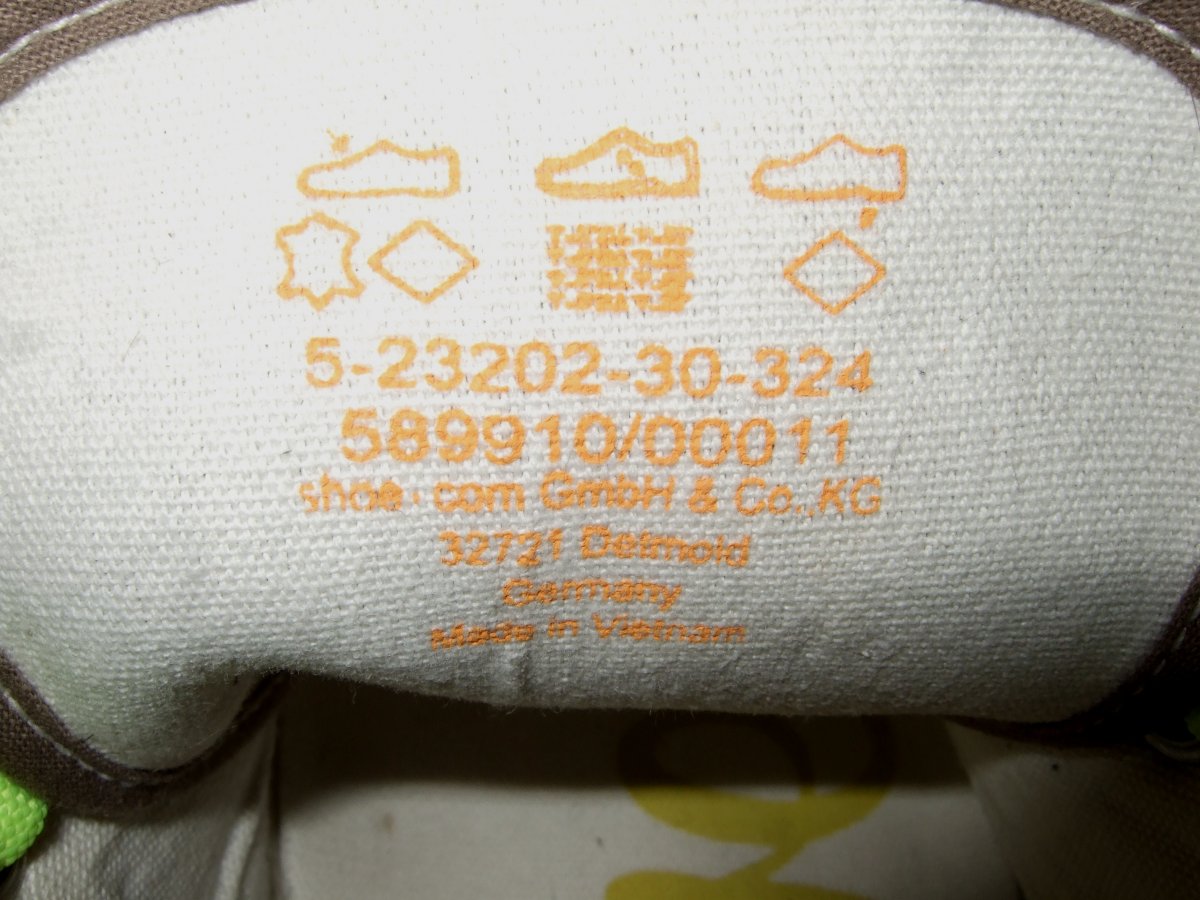 5-23202-30-324
589910/00011
shoe·com GmbH & Co.,KG
32721 Detmold
Germany
Made in Vietnam